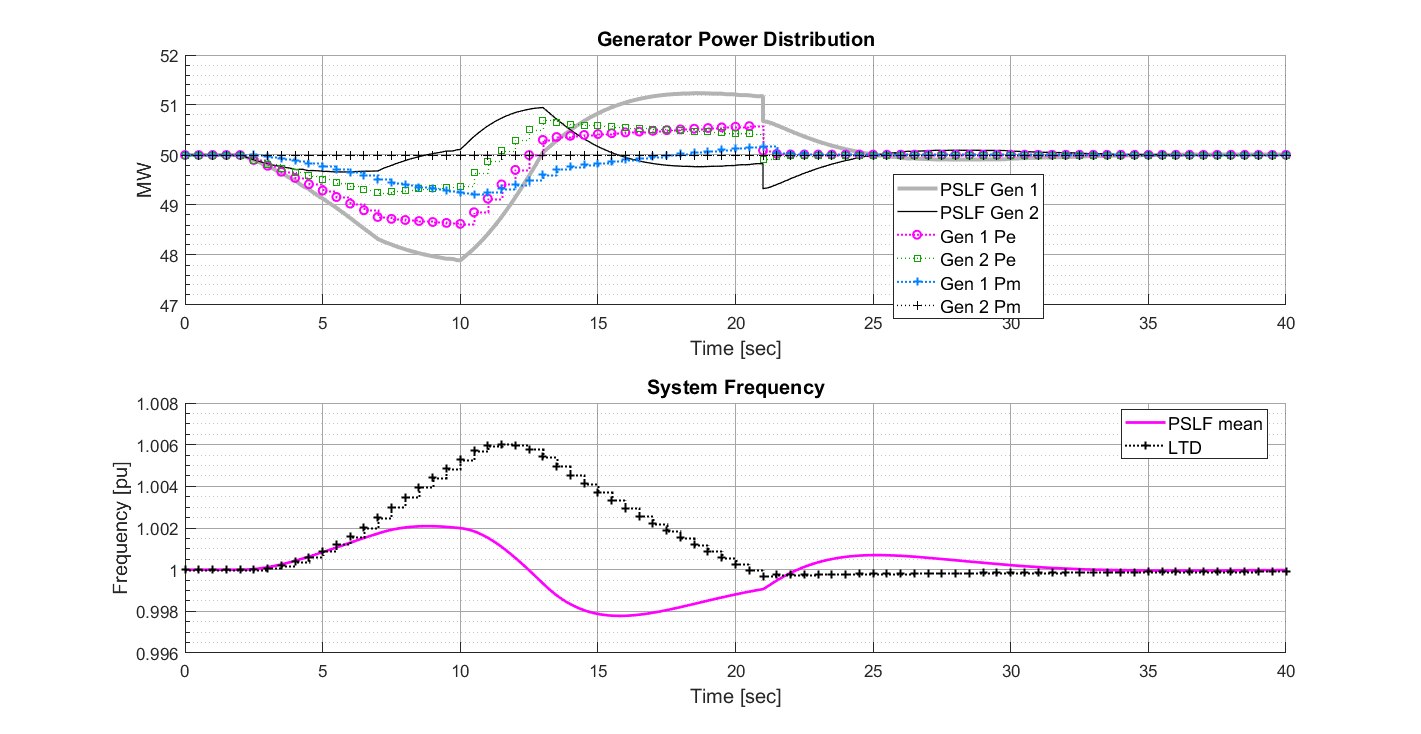 Generator Power Distribution
MW
52
51
50
49
48
47
0 5 10 15 20 25 30 35 40
Time [sec]
PSLF Gen 1
PSLF Gen 2
Gen 1 Pe
Gen 2 Pe
Gen 1 Pm
Gen 2 Pm
System Frequency
Frequency [pu]
1.008
1.006
1.004
1.002
1
0.998
0.996
0 5 10 15 20 25 30 35 40
Time [sec]
PSLF mean
LTD